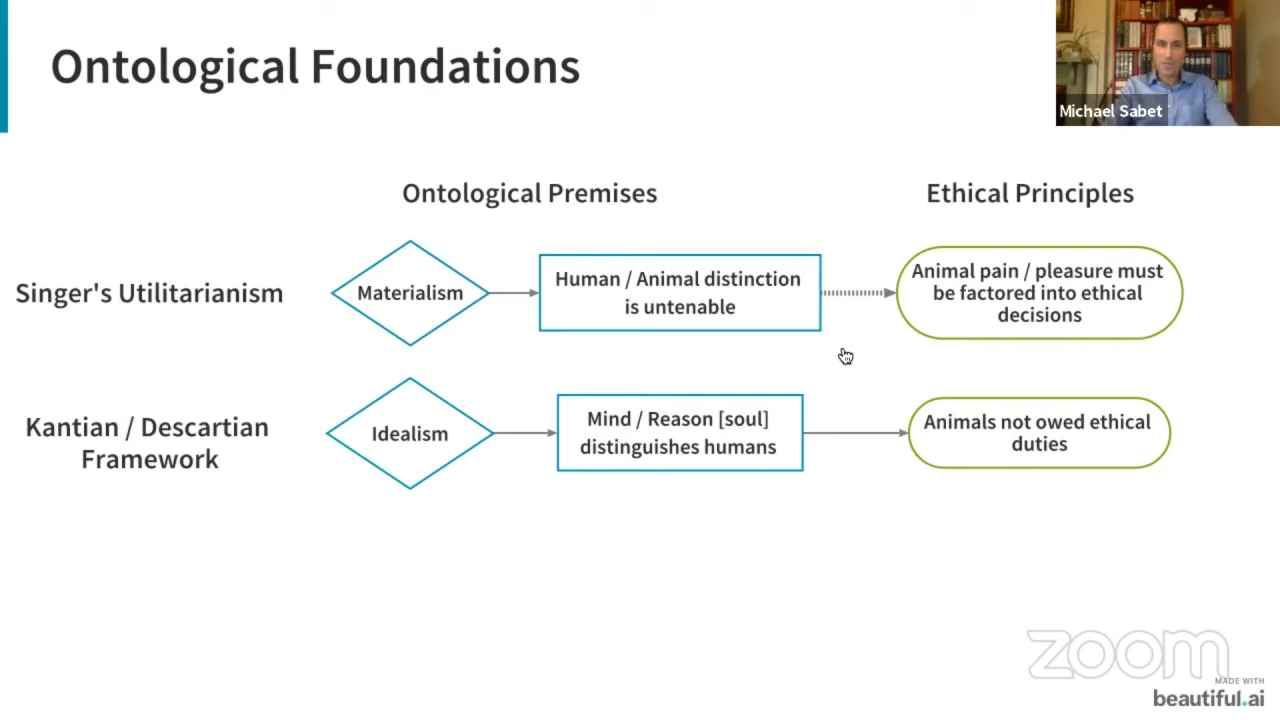 Ontological Foundations
Michael Sabet
Ontological Premises
Ethical Principles
Singer's Utilitarianism
Materialism
Human / Animal distinction
is untenable
Animal pain / pleasure must
be factored into ethical
decisions
Kantian / Descartian
Framework
Idealism
Mind / Reason [soul]
distinguishes humans
Animals not owed ethical
duties
zoom
MADE WITH
beautiful.ai